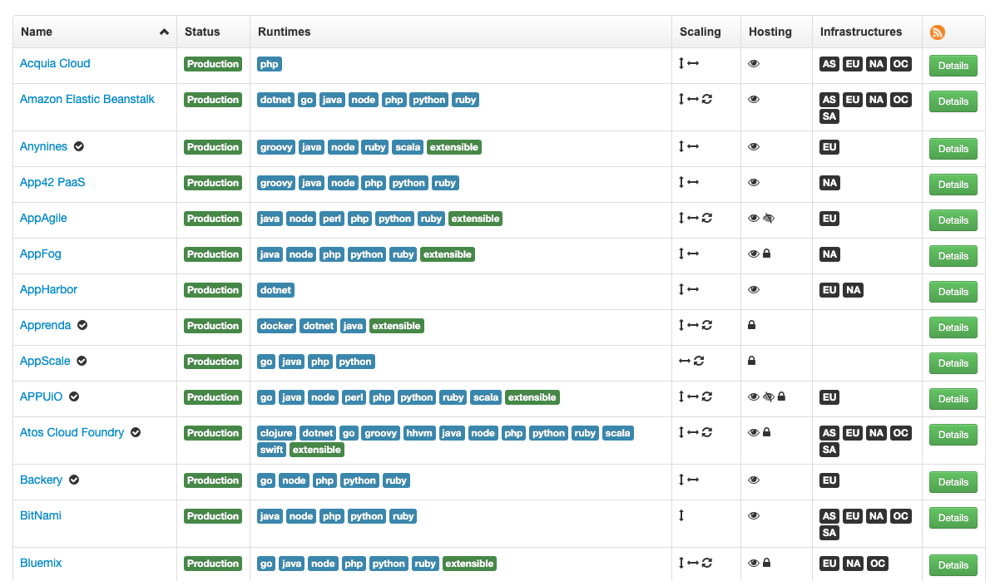 Name Status Runtimes Scaling Hosting Infrastructures
Acquia Cloud Production php AS EU NA OC Details
Amazon Elastic Beanstalk Production dotnet go java node php python ruby AS EU NA OC Details
SA
Anynines Production groovy java node ruby scala extensible EU Details
App42 PaaS Production groovy java node php python ruby NA Details
AppAgile Production java node perl php python ruby extensible EU Details
AppFog Production java node php python ruby extensible NA Details
AppHarbor Production dotnet EU NA Details
Apprenda Production docker dotnet java extensible Details
AppScale Production go java php python Details
APPUiO Production go java node perl php python ruby scala extensible EU Details
Atos Cloud Foundry Production clojure dotnet go groovy hhvm java node php python ruby scala AS EU NA OC Details
swift extensible SA
Backery Production go node php python ruby EU Details
BitNami Production java node php python ruby AS EU NA OC Details
SA
Bluemix Production go java node php python ruby extensible EU NA OC Details